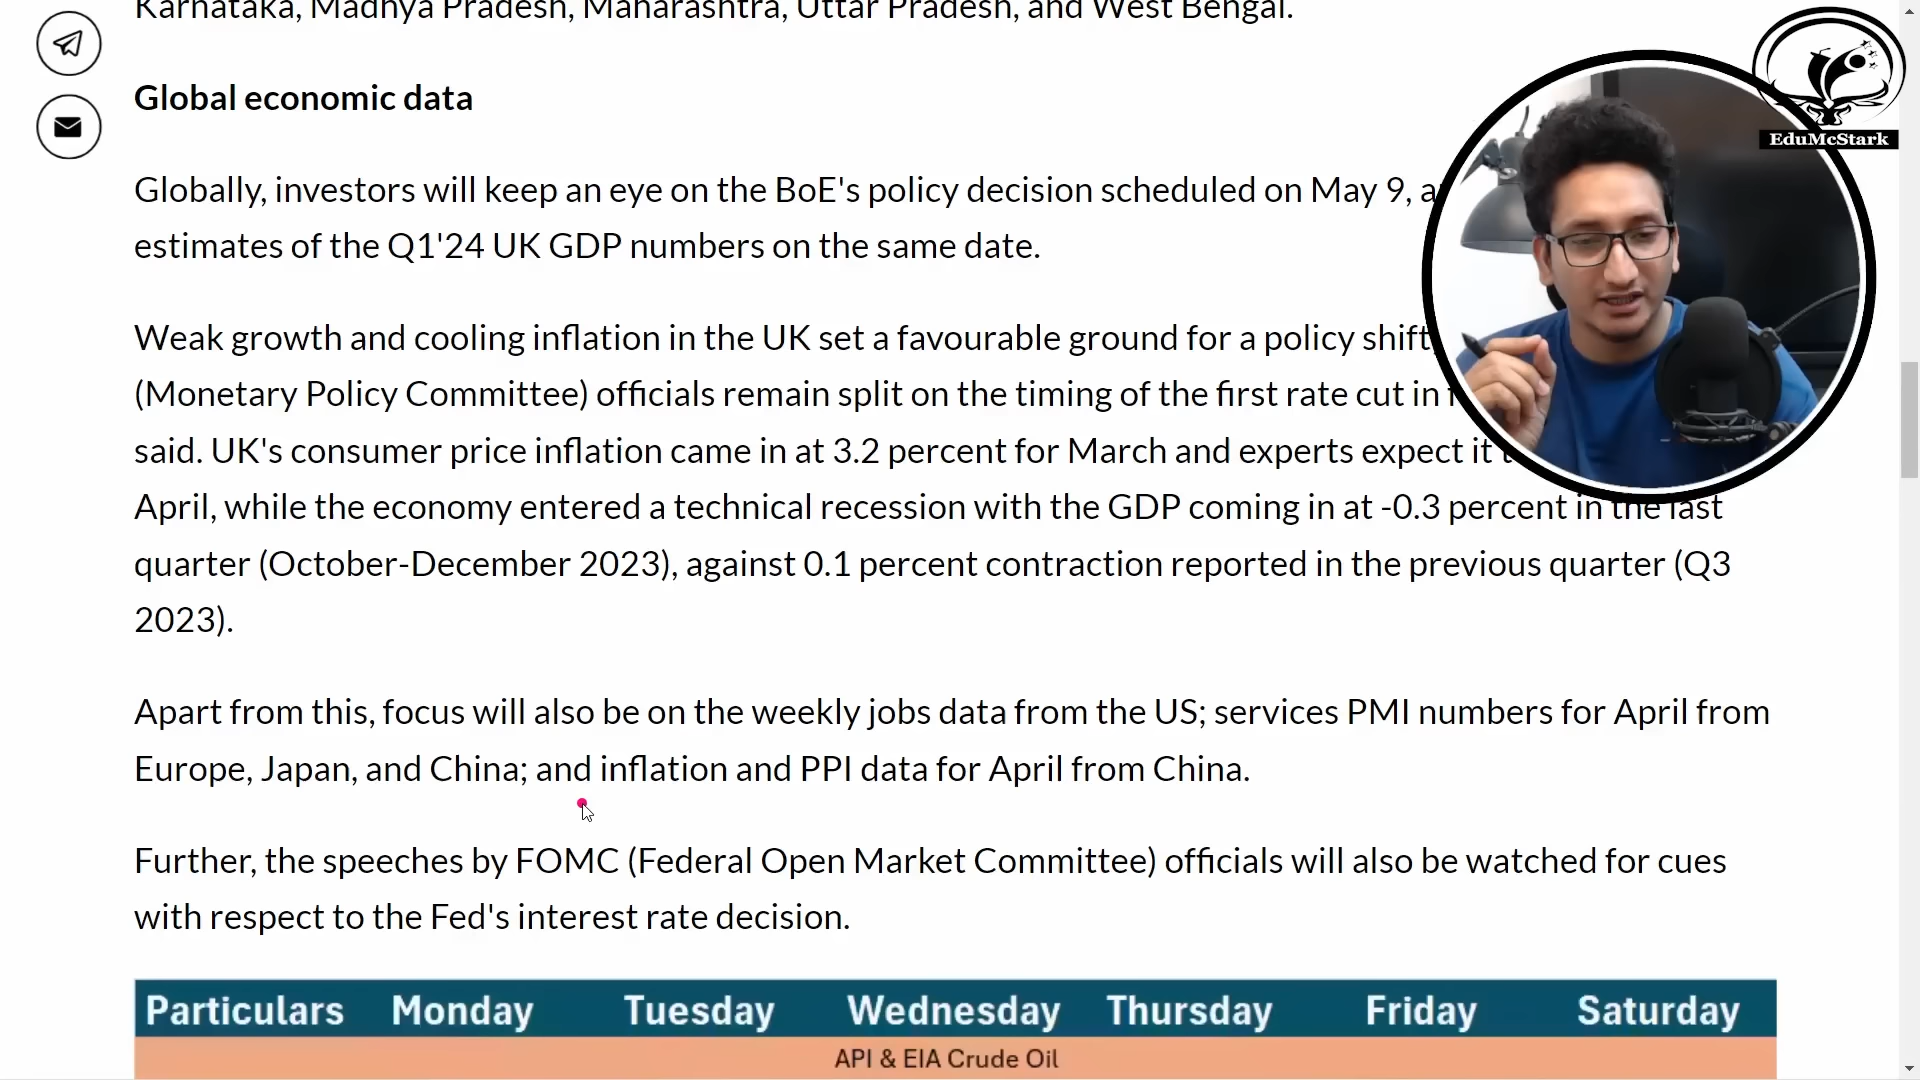 Karnataka, Madhya Pradesh, Maharashtra, Uttar Pradesh, and West Bengal.
EduMcStark
Global economic data
Globally, investors will keep an eye on the BoE's policy decision scheduled on May 9,
estimates of the Q1'24 UK GDP numbers on the same date.
Weak growth and cooling inflation in the UK set a favourable ground for a policy shift
(Monetary Policy Committee) officials remain split on the timing of the first rate cut in
said. UK's consumer price inflation came in at 3.2 percent for March and experts expect it
April, while the economy entered a technical recession with the GDP coming in at -0.3 percent in the last
quarter (October-December 2023), against 0.1 percent contraction reported in the previous quarter (Q3
2023).
Apart from this, focus will also be on the weekly jobs data from the US; services PMI numbers for April from
Europe, Japan, and China; and inflation and PPI data for April from China.
Further, the speeches by FOMC (Federal Open Market Committee) officials will also be watched for cues
with respect to the Fed's interest rate decision.
Particulars Monday Tuesday Wednesday Thursday Friday Saturday
API & EIA Crude Oil